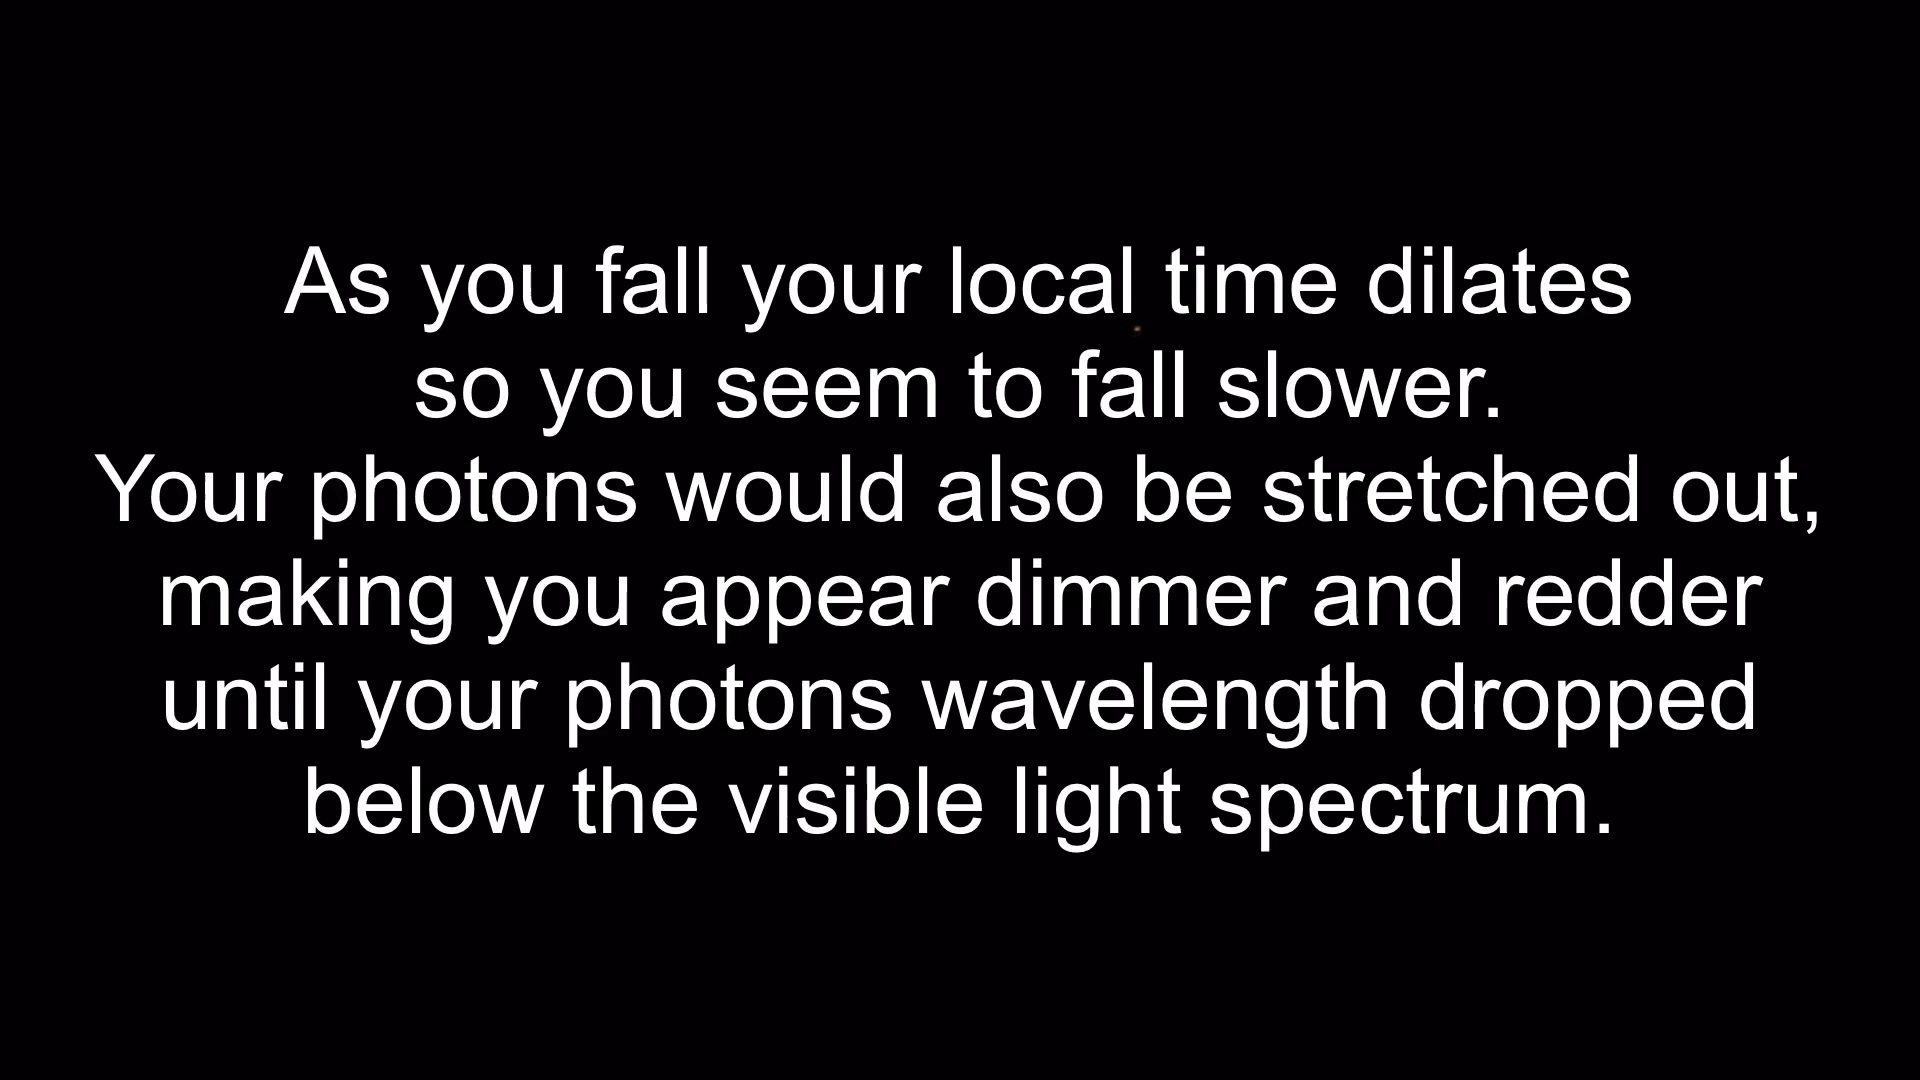 As you fall your local time dilates
so you seem to fall slower.
Your photons would also be stretched out,
making you appear dimmer and redder
until your photons wavelength dropped
below the visible light spectrum.